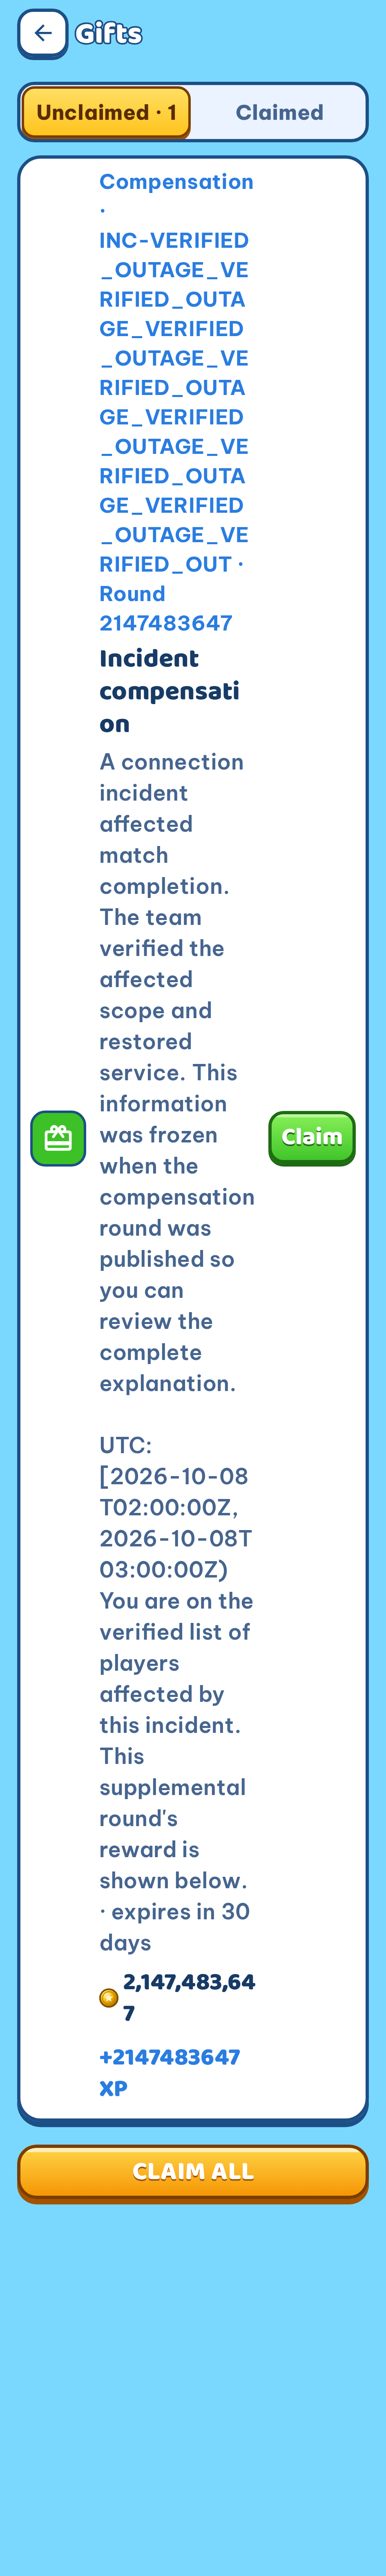 Gifts
Unclaimed · 1
Claimed
Compensation
·
INC-VERIFIED
_OUTAGE_VE
RIFIED_OUTA
GE_VERIFIED
_OUTAGE_VE
RIFIED_OUTA
GE_VERIFIED
_OUTAGE_VE
RIFIED_OUTA
GE_VERIFIED
_OUTAGE_VE
RIFIED_OUT ·
Round
2147483647
Incident
compensati
on
A connection
incident
affected
match
completion.
The team
verified the
affected
scope and
restored
service. This
information
was frozen
when the
compensation
round was
published so
you can
review the
complete
explanation.
UTC:
[2026-10-08
T02:00:00Z,
2026-10-08T
03:00:00Z)
You are on the
verified list of
players
affected by
this incident.
This
supplemental
round's
reward is
shown below.
· expires in 30
days
2,147,483,64
7
+2147483647
XP
Claim
CLAIM ALL